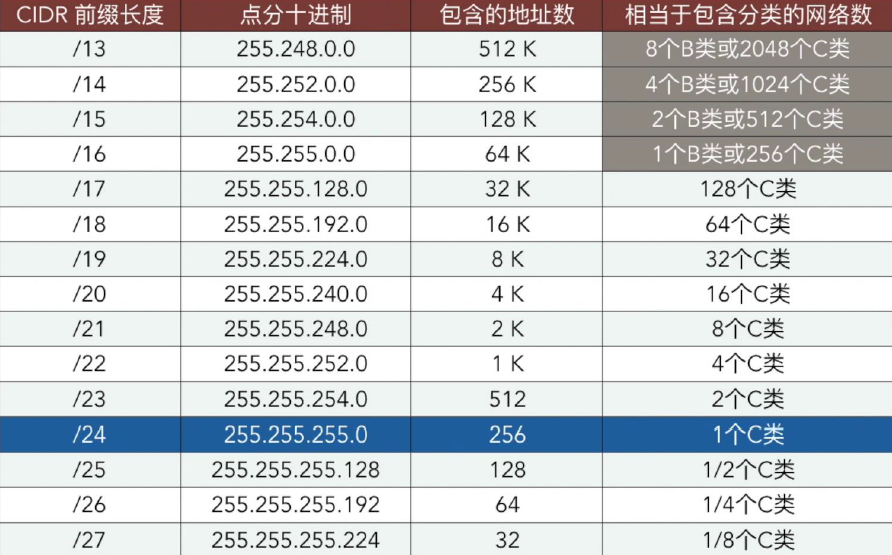 CIDR 前缀长度 点分十进制 包含的地址数 相当于包含分类的网络数
/13 255.248.0.0 512 K 8个B类或2048个C类
/14 255.252.0.0 256 K 4个B类或1024个C类
/15 255.254.0.0 128 K 2个B类或512个C类
/16 255.255.0.0 64 K 1个B类或256个C类
/17 255.255.128.0 32 K 128个C类
/18 255.255.192.0 16 K 64个C类
/19 255.255.224.0 8 K 32个C类
/20 255.255.240.0 4 K 16个C类
/21 255.255.248.0 2 K 8个C类
/22 255.255.252.0 1 K 4个C类
/23 255.255.254.0 512 2个C类
/24 255.255.255.0 256 1个C类
/25 255.255.255.128 128 1/2个C类
/26 255.255.255.192 64 1/4个C类
/27 255.255.255.224 32 1/8个C类